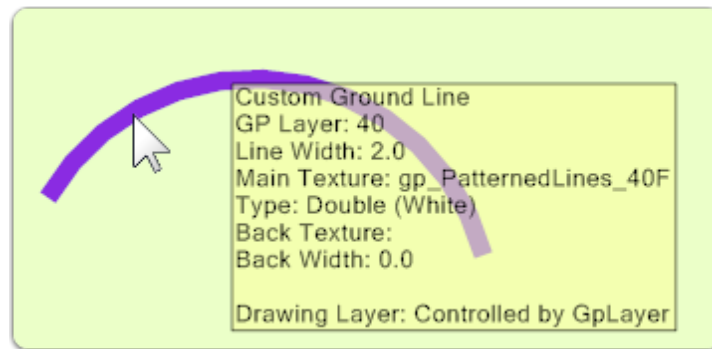 Custom Ground Line
GP Layer: 40
Line Width: 2.0
Main Texture: gp_PatternedLines_40F
Type: Double (White)
Back Texture:
Back Width: 0.0
Drawing Layer: Controlled by GpLayer